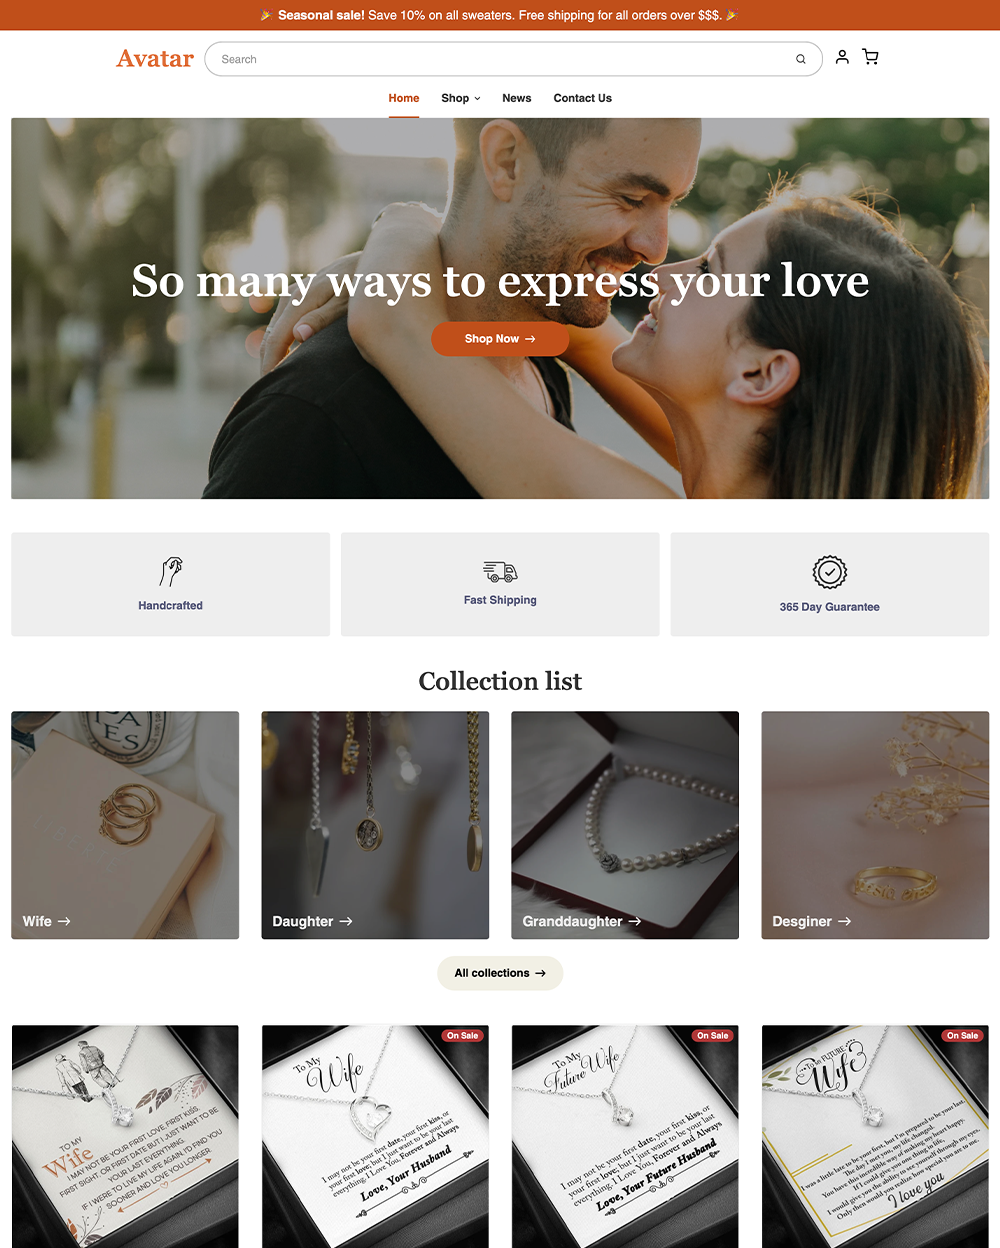 🎉 Seasonal sale! Save 10% on all sweaters. Free shipping for all orders over $$$. 🎉
Avatar
Search
Home Shop News Contact Us
So many ways to express your love
Shop Now →
Handcrafted
Fast Shipping
365 Day Guarantee
Collection list
AES
Wife →
Daughter →
Granddaughter →
Desginer →
All collections →
TO MY
Wife
I MAY NOT BE YOUR FIRST LOVE, FIRST KISS
FIRST SIGHT, OR FIRST DATE BUT I JUST WANT TO BE
YOUR LAST EVERYTHING.
IF I WERE TO LIVE MY LIFE AGAIN, I'D FIND YOU
SOONER AND LOVE YOU LONGER.
On Sale
To My
Wife
I may not be your first date, your first kiss, or
your first love, but I just want to be your last
everything. I Love You, Forever and Always
Love, Your Husband
On Sale
To My
Future Wife
I may not be your first date, your first kiss, or
your first love, but I just want to be your last
everything. I Love You, Forever and Always
Love, Your Future Husband
On Sale
FUTURE
Wife
I was a little late to be your first, but I'm prepared to be your last.
The day I met you, my life changed.
You have this incredible way of making my heart happy.
If I could give you one thing in life,
I would give you the ability to see yourself through my eyes.
Only then would you realize how special you are to me.
I love you